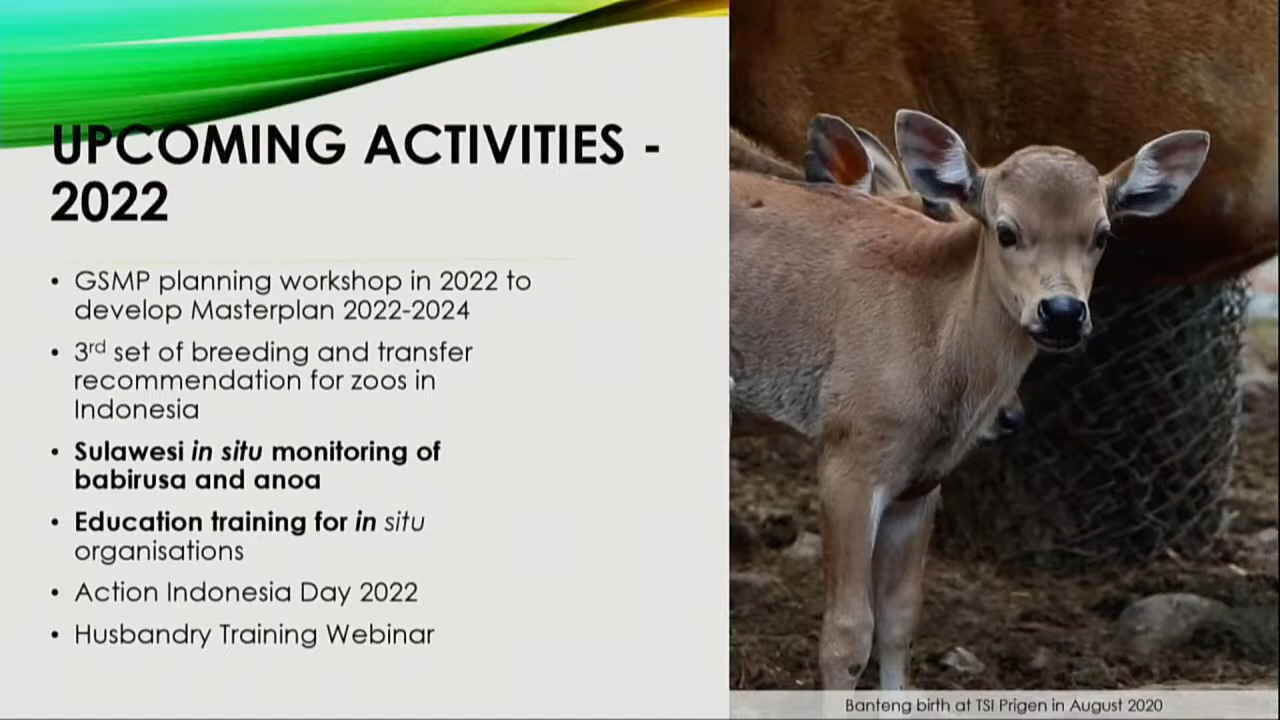 UPCOMING ACTIVITIES -
2022
• GSMP planning workshop in 2022 to
develop Masterplan 2022-2024
• 3rd set of breeding and transfer
recommendation for zoos in
Indonesia
• Sulawesi in situ monitoring of
babirusa and anoa
• Education training for in situ
organisations
• Action Indonesia Day 2022
• Husbandry Training Webinar
Banteng birth at TSI Prigen in August 2020